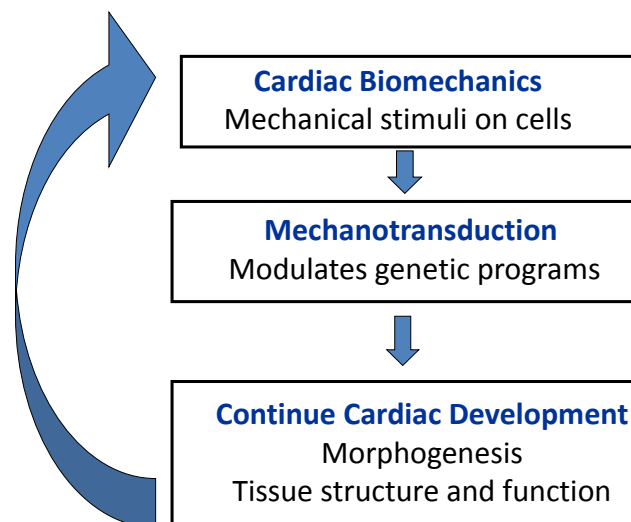 Cardiac Biomechanics
Mechanical stimuli on cells
Mechanotransduction
Modulates genetic programs
Continue Cardiac Development
Morphogenesis
Tissue structure and function